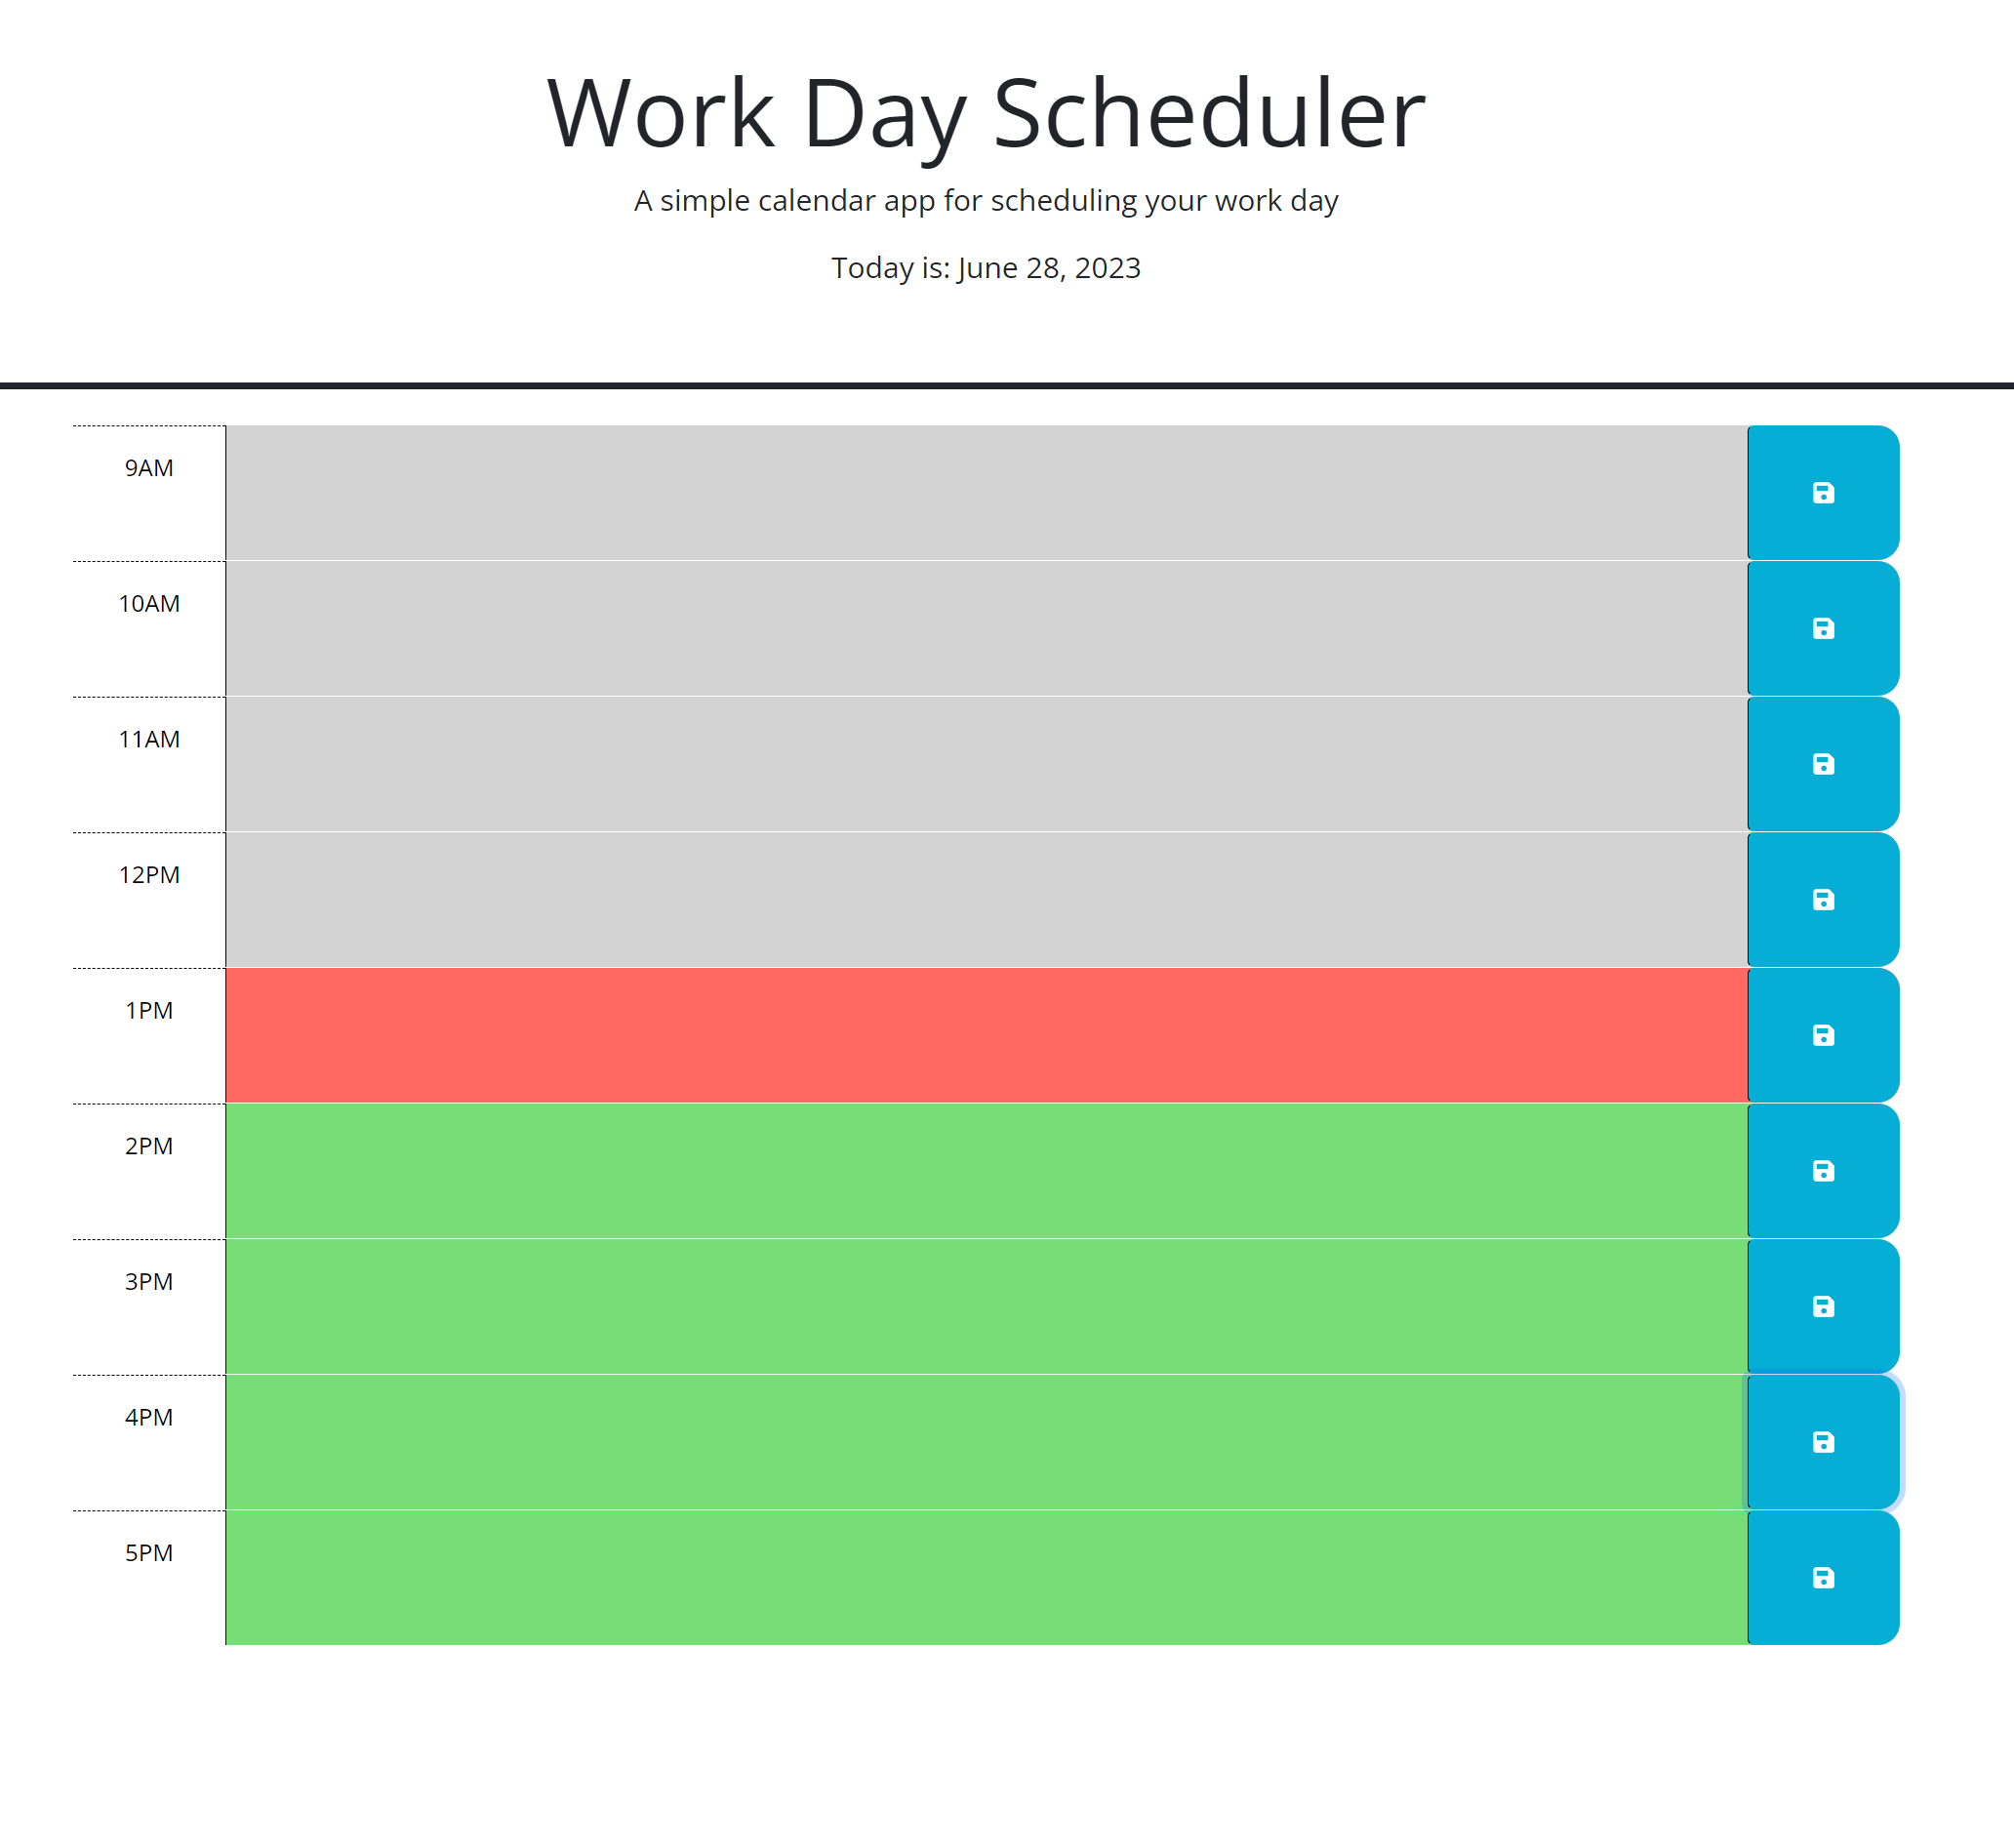 Work Day Scheduler
A simple calendar app for scheduling your work day
Today is: June 28, 2023
9AM
10AM
11AM
12PM
1PM
2PM
3PM
4PM
5PM